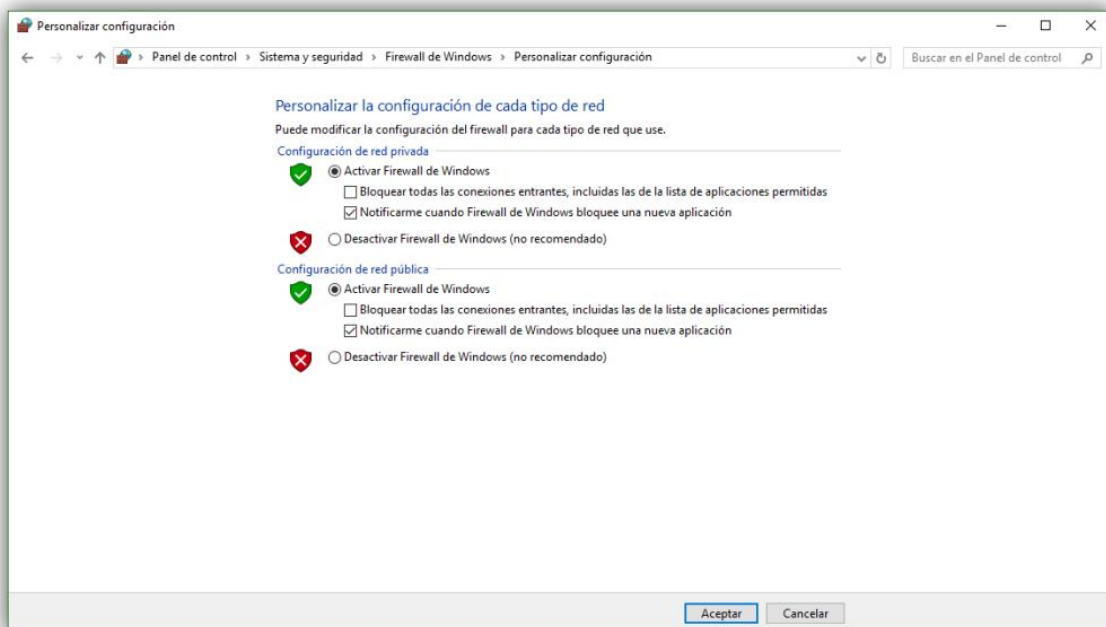 Personalizar configuración
Panel de control > Sistema y seguridad > Firewall de Windows > Personalizar configuración
Buscar en el Panel de control
Personalizar la configuración de cada tipo de red
Puede modificar la configuración del firewall para cada tipo de red que use.
Configuración de red privada
Activar Firewall de Windows
Bloquear todas las conexiones entrantes, incluidas las de la lista de aplicaciones permitidas
Notificarme cuando Firewall de Windows bloquee una nueva aplicación
Desactivar Firewall de Windows (no recomendado)
Configuración de red pública
Activar Firewall de Windows
Bloquear todas las conexiones entrantes, incluidas las de la lista de aplicaciones permitidas
Notificarme cuando Firewall de Windows bloquee una nueva aplicación
Desactivar Firewall de Windows (no recomendado)
Aceptar
Cancelar